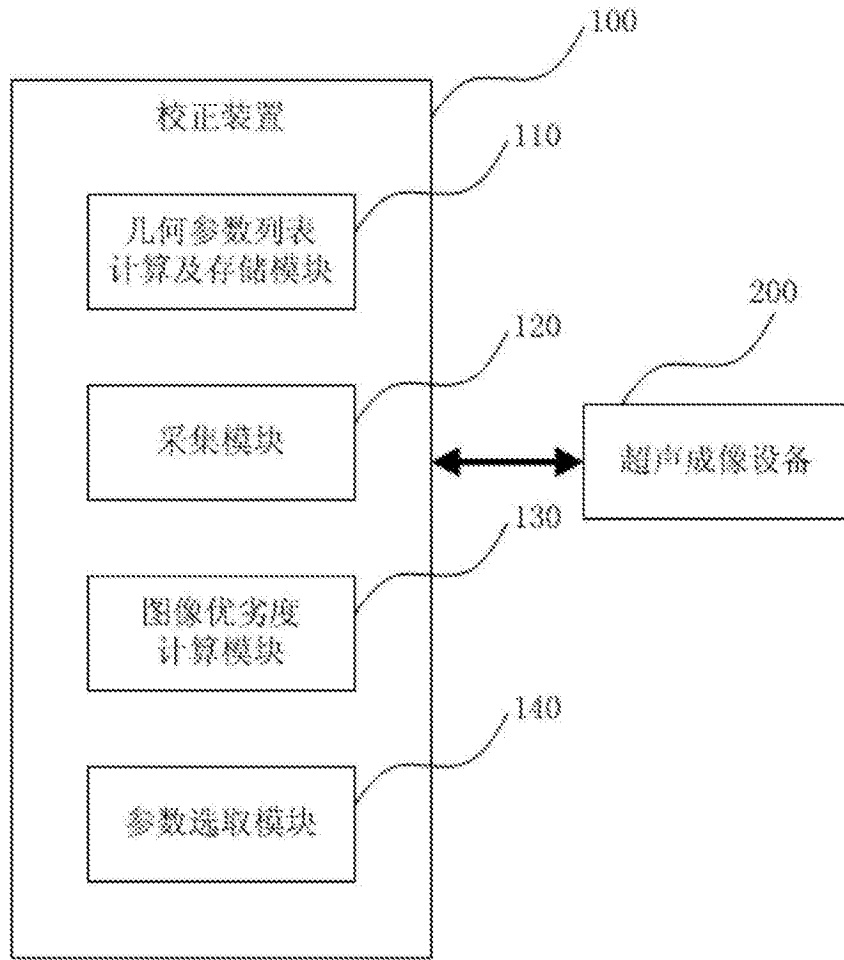 100
校正装置
110
几何参数列表
计算及存储模块
120
采集模块
200
超声成像设备
130
图像优劣度
计算模块
140
参数选取模块